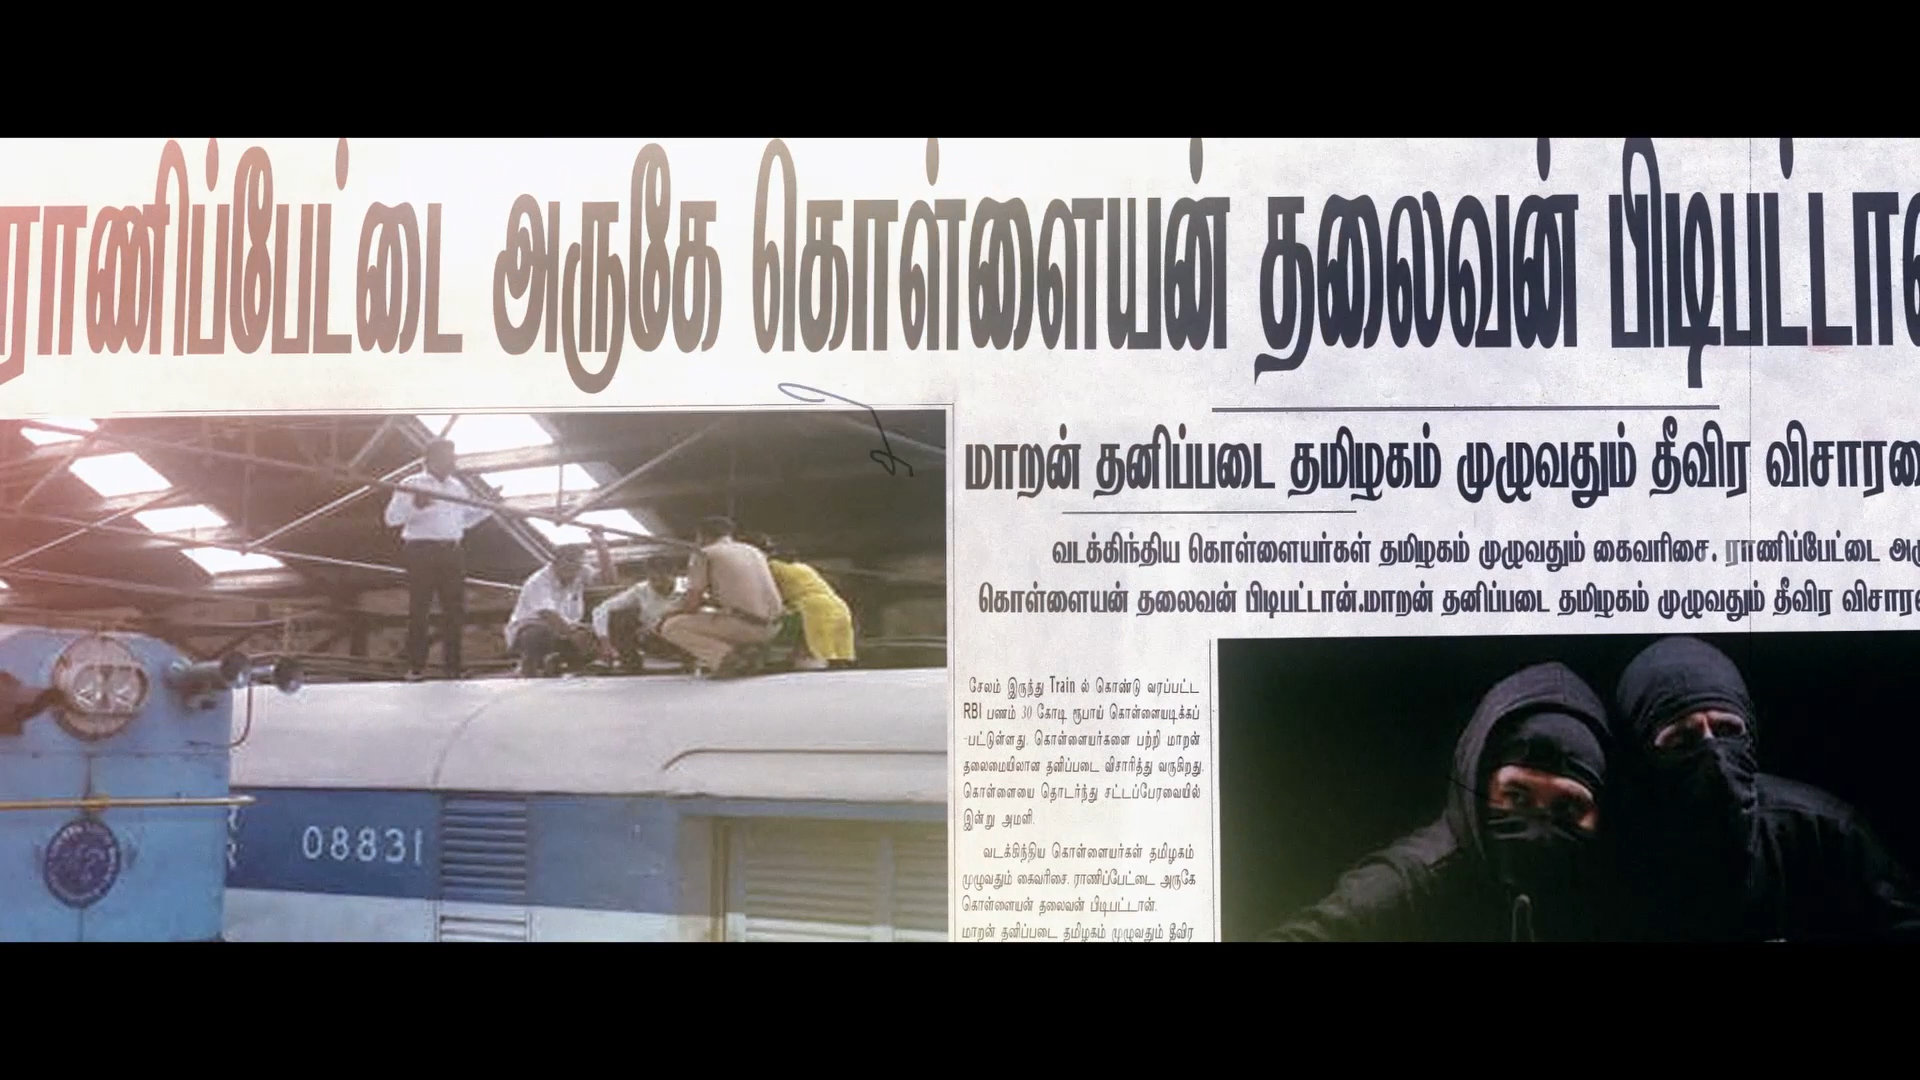 ராணிப்பேட்டை அருகே கொள்ளையன் தலைவன்
மாறன் தனிப்படை தமிழகம் முழுவதும் தீவிர
வடக்கிந்திய கொள்ளையர்கள் தமிழகம் முழுவதும் கைவரிசை. ராணிப்பேட்டை
கொள்ளையன் தலைவன் பிடிபட்டான்.மாறன் தனிப்படை தமிழகம் முழுவதும் தீவிர
சேலம் இருந்து Train ல் கொண்டு வரப்பட்ட
RBI பணம் 30 கோடி ரூபாய் கொள்ளையடிக்கப்
-பட்டுள்ளது. கொள்ளையர்களை பற்றி மாறன்
தலைமையிலான தனிப்படை விசாரித்து வருகிறது.
கொள்ளையை தொடர்ந்து சட்டப்பேரவையில்
இன்று அமளி.
வடக்கிந்திய கொள்ளையர்கள் தமிழகம்
முழுவதும் கைவரிசை. ராணிப்பேட்டை அருகே
கொள்ளையன் தலைவன் பிடிபட்டான்.
மாறன் தனிப்படை தமிழகம் முழுவதும் தீவிர
08831